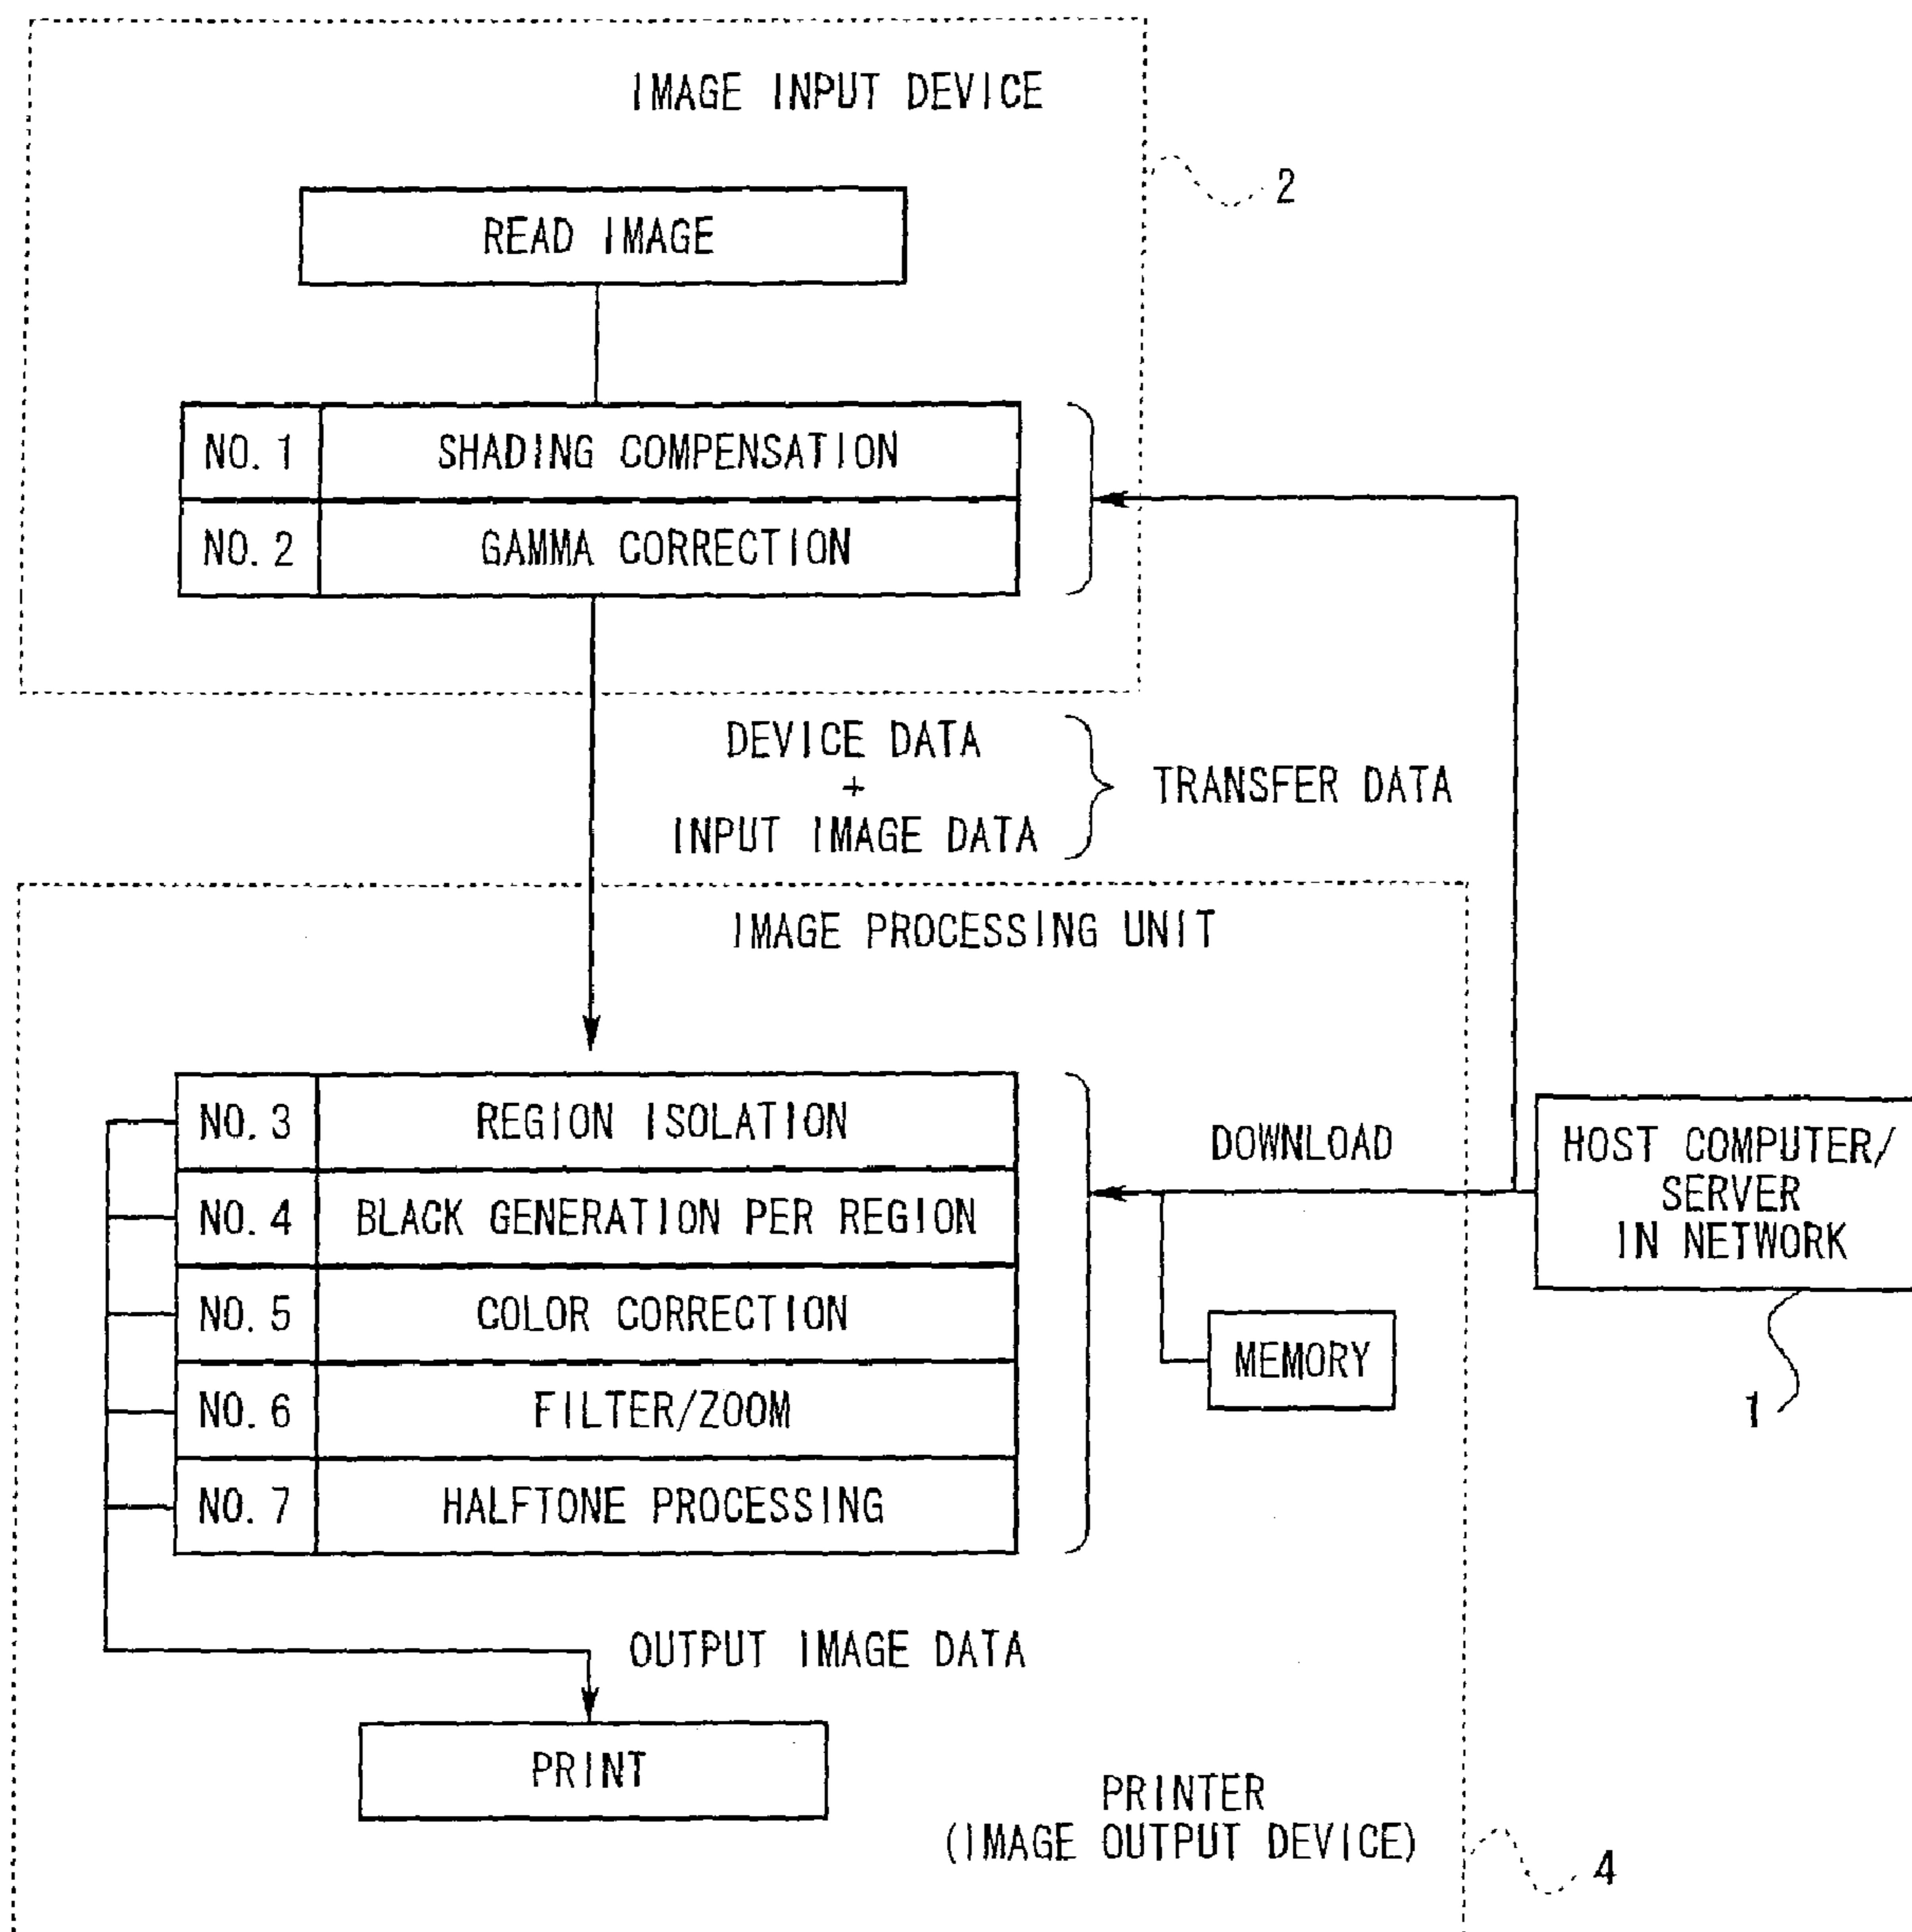 IMAGE INPUT DEVICE
2
READ IMAGE
NO. 1 SHADING COMPENSATION
NO. 2 GAMMA CORRECTION
DEVICE DATA
+
INPUT IMAGE DATA
TRANSFER DATA
IMAGE PROCESSING UNIT
NO. 3 REGION ISOLATION
NO. 4 BLACK GENERATION PER REGION
NO. 5 COLOR CORRECTION
NO. 6 FILTER/ZOOM
NO. 7 HALFTONE PROCESSING
DOWNLOAD
HOST COMPUTER/
SERVER
IN NETWORK
MEMORY
1
OUTPUT IMAGE DATA
PRINT
PRINTER
(IMAGE OUTPUT DEVICE)
4